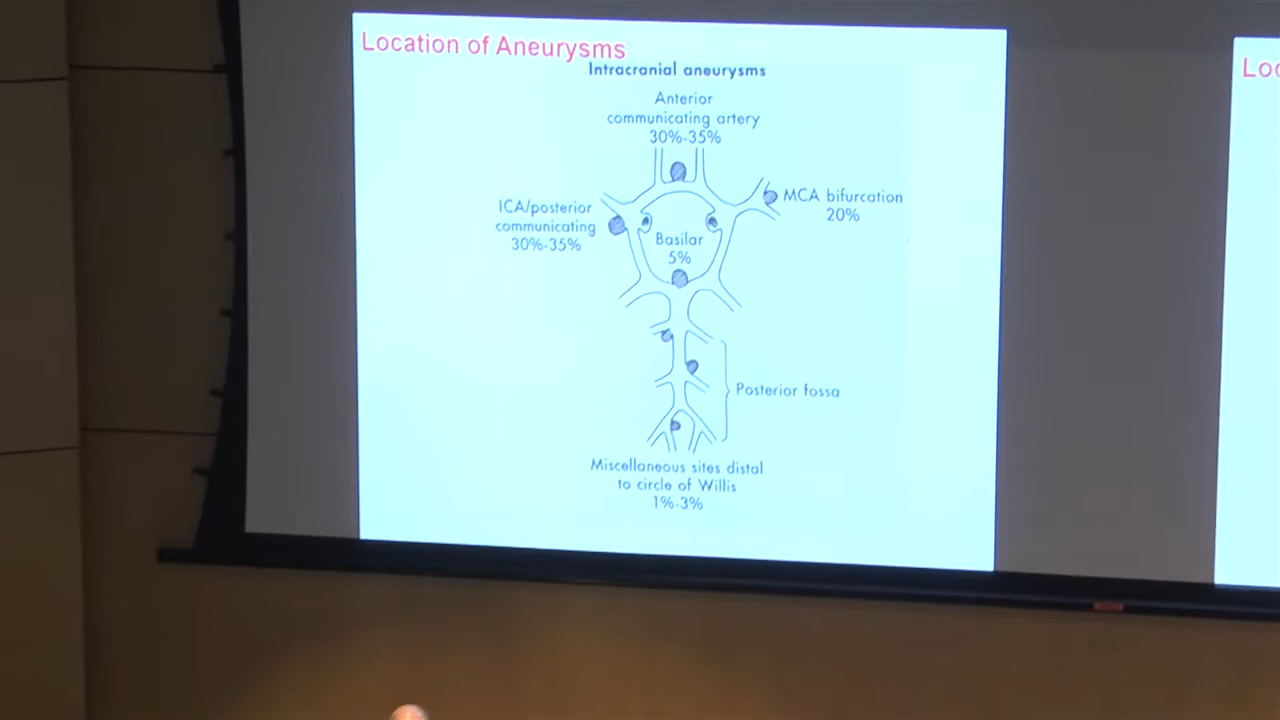 Location of Aneurysms
Intracranial aneurysms
Anterior
communicating artery
30%-35%
ICA/posterior
communicating
30%-35%
MCA bifurcation
20%
Basilar
5%
Posterior fossa
Miscellaneous sites distal
to circle of Willis
1%-3%
Loc